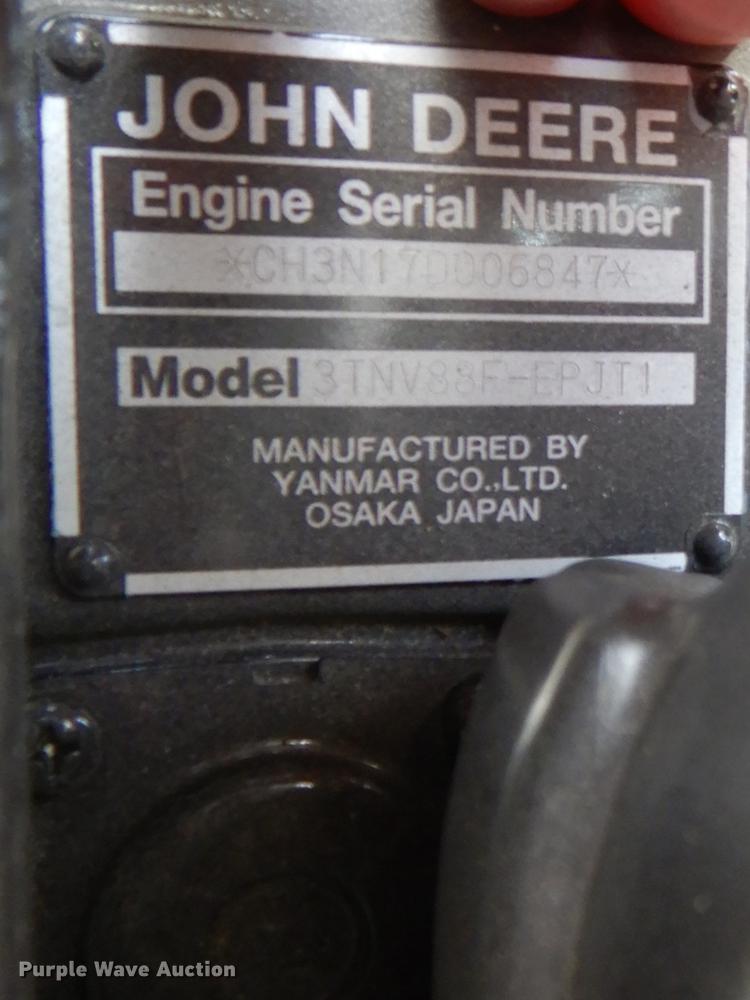 JOHN DEERE
Engine Serial Number
*CH3N17D006847*
Model 3TNV88F-EPJT1
MANUFACTURED BY
YANMAR CO.,LTD.
OSAKA JAPAN
Purple Wave Auction